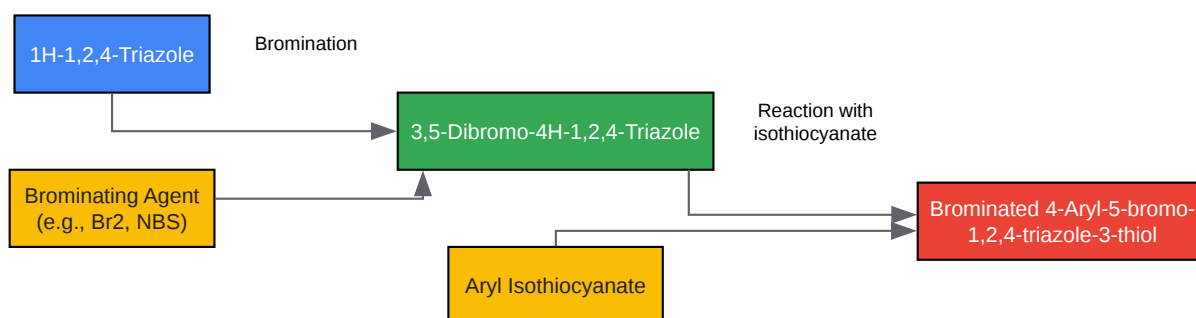 1H-1,2,4-Triazole
Bromination
3,5-Dibromo-4H-1,2,4-Triazole
Reaction with
isothiocyanate
Brominating Agent
(e.g., Br2, NBS)
Brominated 4-Aryl-5-bromo-
1,2,4-triazole-3-thiol
Aryl Isothiocyanate